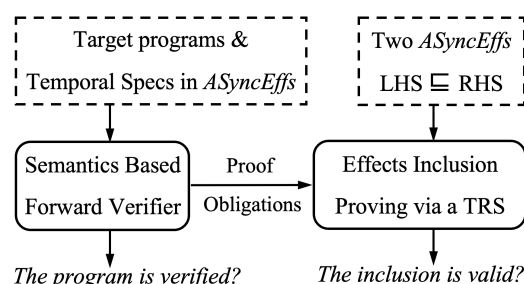 Target programs &
Temporal Specs in ASyncEffs
Two ASyncEffs
LHS ⊑ RHS
Semantics Based
Forward Verifier
Proof
Obligations
Effects Inclusion
Proving via a TRS
The program is verified?
The inclusion is valid?